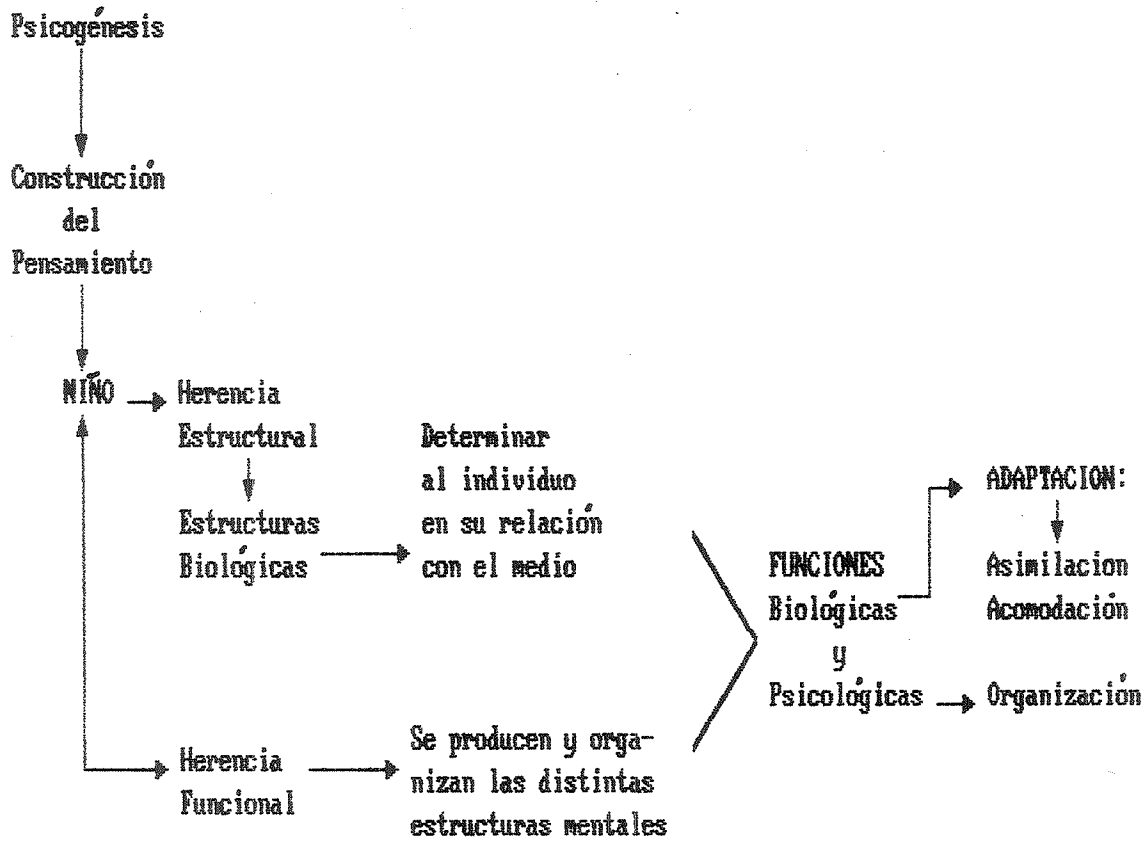 Psicogénesis
Construcción
del
Pensamiento
NIÑO
Herencia
Estructural
Estructuras
Biológicas
Determinar
al individuo
en su relación
con el medio
Herencia
Funcional
Se producen y orga-
nizan las distintas
estructuras mentales
FUNCIONES
Biológicas
y
Psicológicas
ADAPTACION:
Asimilacion
Acomodación
Organización